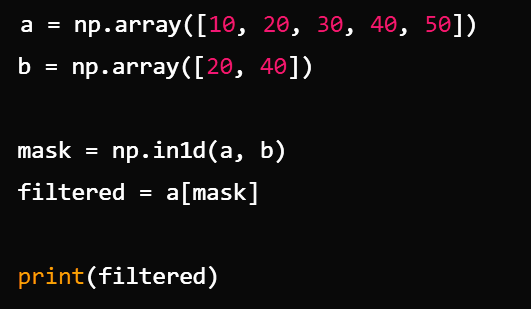 a = np.array([10, 20, 30, 40, 50])
b = np.array([20, 40])
mask = np.in1d(a, b)
filtered = a[mask]
print(filtered)